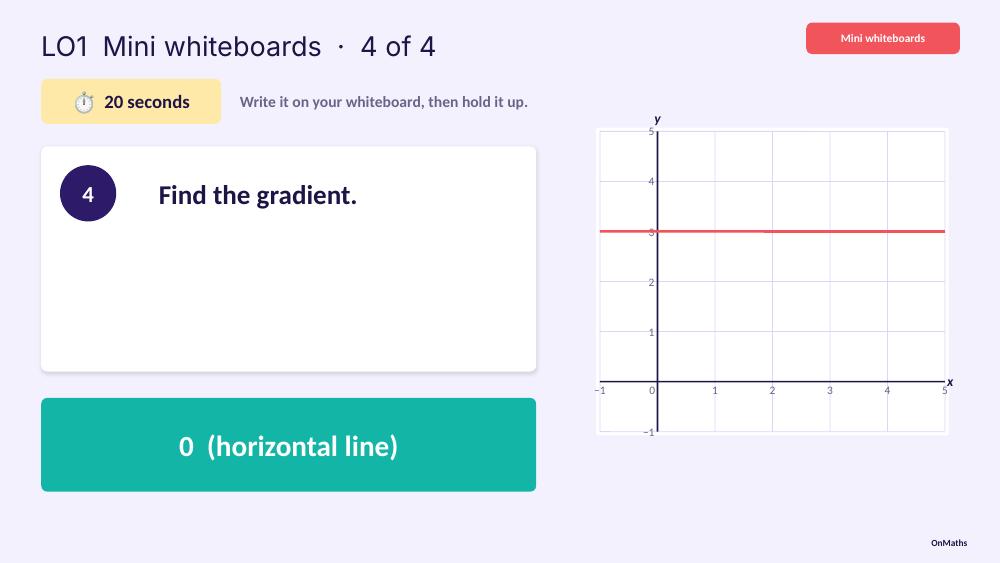 LO1 Mini whiteboards · 4 of 4
Mini whiteboards
⏱️ 20 seconds
Write it on your whiteboard, then hold it up.
4
Find the gradient.
0 (horizontal line)
y
5
4
3
2
1
−1 0 1 2 3 4 5 x
−1
OnMaths